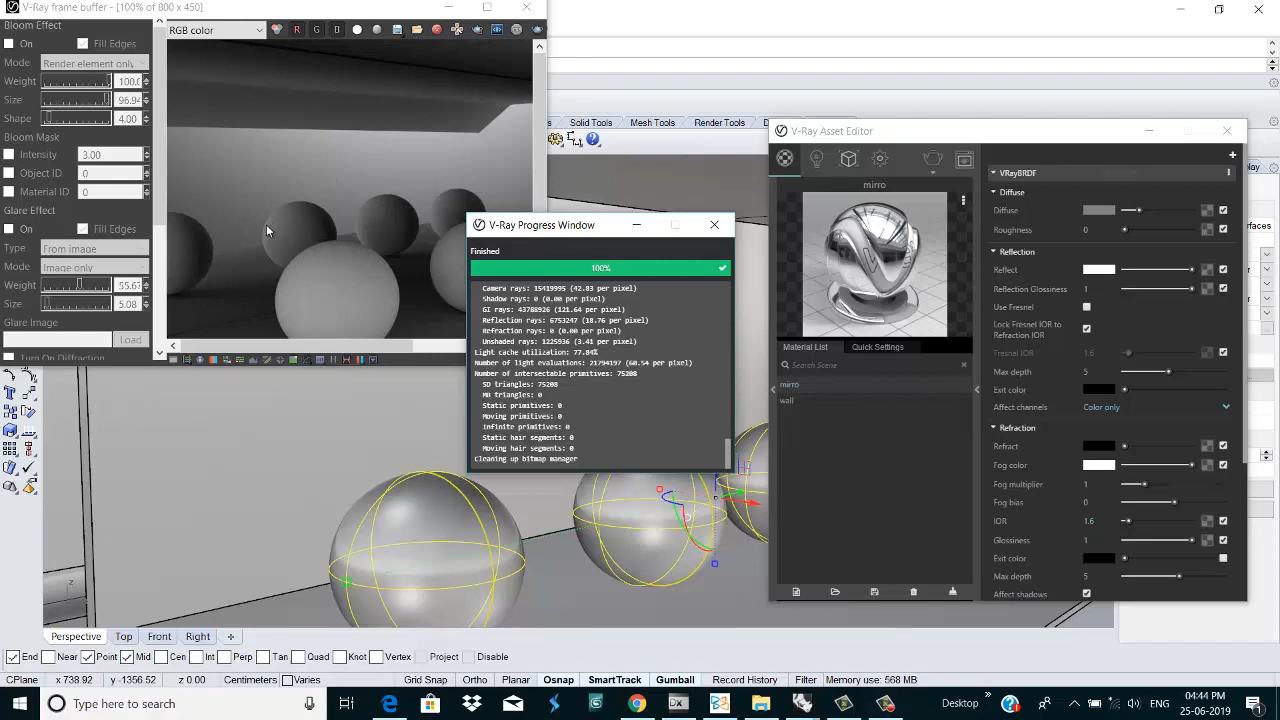 V-Ray frame buffer - [100% of 800 x 450]
Bloom Effect
On
Fill Edges
Mode
Render element only
Weight
100.0
Size
96.94
Shape
4.00
Bloom Mask
Intensity
3.00
Object ID
0
Material ID
0
Glare Effect
On
Fill Edges
Type
From image
Mode
Image only
Weight
55.67
Size
5.08
Glare Image
Load
Turn On Diffraction
RGB color
R
G
Solid Tools
Mesh Tools
Render Tools
V-Ray Progress Window
Finished
100%
Camera rays: 15419995 (42.83 per pixel)
Shadow rays: 0 (0.00 per pixel)
GI rays: 43788926 (121.64 per pixel)
Reflection rays: 6753247 (18.76 per pixel)
Refraction rays: 0 (0.00 per pixel)
Unshaded rays: 1225936 (3.41 per pixel)
Light cache utilization: 77.84%
Number of light evaluations: 21794197 (60.54 per pixel)
Number of intersectable primitives: 75208
SD triangles: 75208
MB triangles: 0
Static primitives: 0
Moving primitives: 0
Infinite primitives: 0
Static hair segments: 0
Moving hair segments: 0
Cleaning up bitmap manager
V-Ray Asset Editor
mirro
Material List
Quick Settings
Search Scene
mirro
wall
VRayBRDF
Diffuse
Diffuse
Roughness
0
Reflection
Reflect
Reflection Glossiness
1
Use Fresnel
Lock Fresnel IOR to
Refraction IOR
Fresnel IOR
1.6
Max depth
5
Exit color
Affect channels
Color only
Refraction
Refract
Fog color
Fog multiplier
1
Fog bias
0
IOR
1.6
Glossiness
1
Exit color
Max depth
5
Affect shadows
z
Perspective
Top
Front
Right
End
Near
Point
Mid
Cen
Int
Perp
Tan
Quad
Knot
Vertex
Project
Disable
CPlane
x 738.92
y -1356.52
z 0.00
Centimeters
Varies
Grid Snap
Ortho
Planar
Osnap
SmartTrack
Gumball
Record History
Filter
Memory use: 568 MB
Type here to search
Dx
Desktop
»
ENG
04:44 PM
25-06-2019